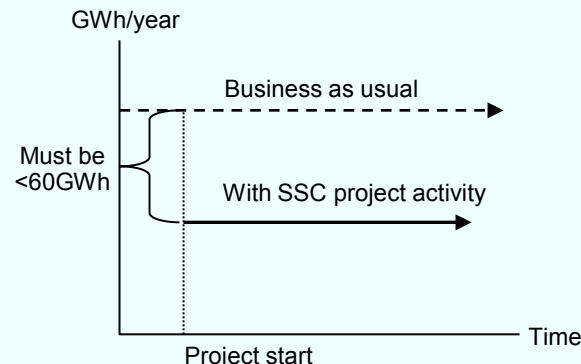 GWh/year
Business as usual
Must be
<60GWh
With SSC project activity
Time
Project start